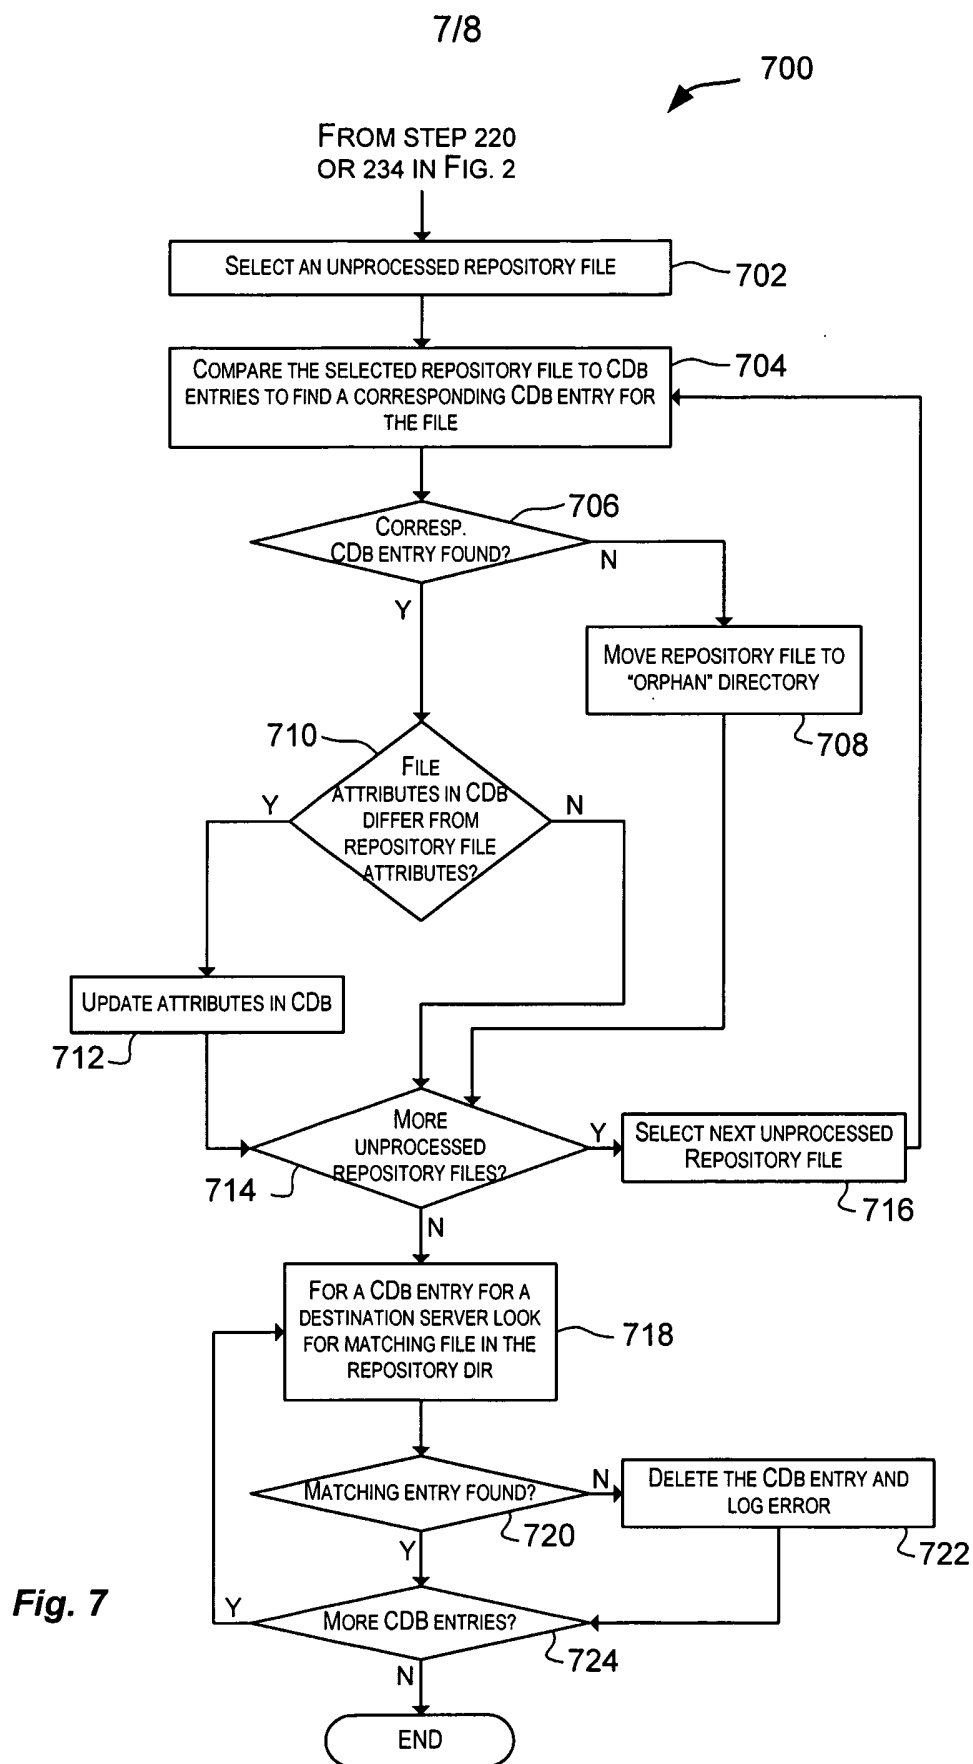 7/8
700
FROM STEP 220
OR 234 IN FIG. 2
SELECT AN UNPROCESSED REPOSITORY FILE
702
COMPARE THE SELECTED REPOSITORY FILE TO CDB
ENTRIES TO FIND A CORRESPONDING CDB ENTRY FOR
THE FILE
704
CORRESP.
CDB ENTRY FOUND?
706
N
Y
MOVE REPOSITORY FILE TO
"ORPHAN" DIRECTORY
708
710
FILE
ATTRIBUTES IN CDB
DIFFER FROM
REPOSITORY FILE
ATTRIBUTES?
Y
N
UPDATE ATTRIBUTES IN CDB
712
MORE
UNPROCESSED
REPOSITORY FILES?
714
Y
SELECT NEXT UNPROCESSED
REPOSITORY FILE
716
N
FOR A CDB ENTRY FOR A
DESTINATION SERVER LOOK
FOR MATCHING FILE IN THE
REPOSITORY DIR
718
MATCHING ENTRY FOUND?
720
N
DELETE THE CDB ENTRY AND
LOG ERROR
722
Y
Fig. 7
Y
MORE CDB ENTRIES?
724
N
END